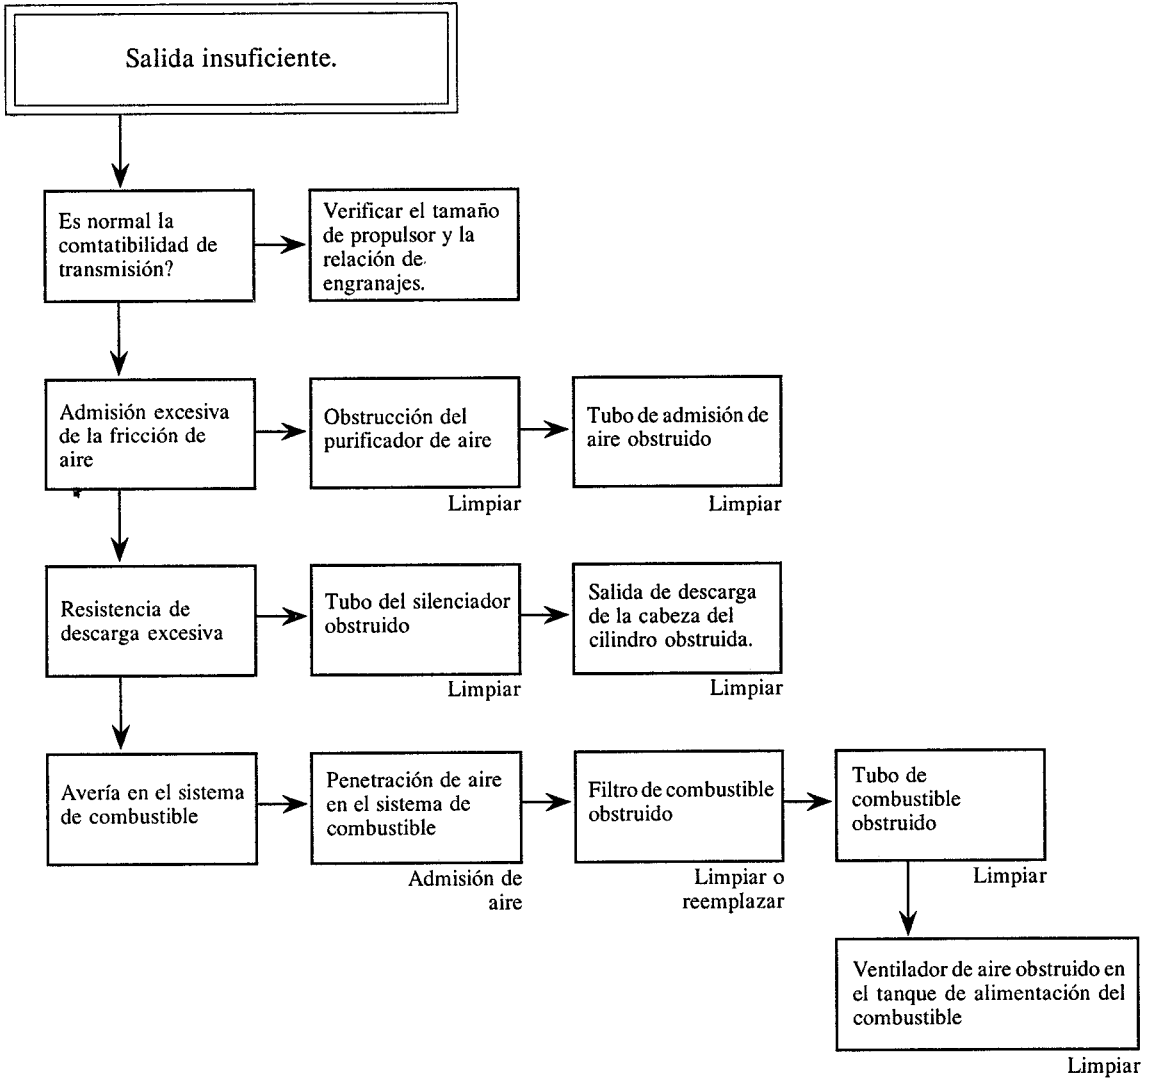 Salida insuficiente.
Es normal la
comtatibilidad de
transmisión?
Verificar el tamaño
de propulsor y la
relación de
engranajes.
Admisión excesiva
de la fricción de
aire
Obstrucción del
purificador de aire
Limpiar
Tubo de admisión de
aire obstruido
Limpiar
Resistencia de
descarga excesiva
Tubo del silenciador
obstruido
Limpiar
Salida de descarga
de la cabeza del
cilindro obstruida.
Limpiar
Avería en el sistema
de combustible
Penetración de aire
en el sistema de
combustible
Admisión de
aire
Filtro de combustible
obstruido
Limpiar o
reemplazar
Tubo de
combustible
obstruido
Limpiar
Ventilador de aire obstruido en
el tanque de alimentación del
combustible
Limpiar